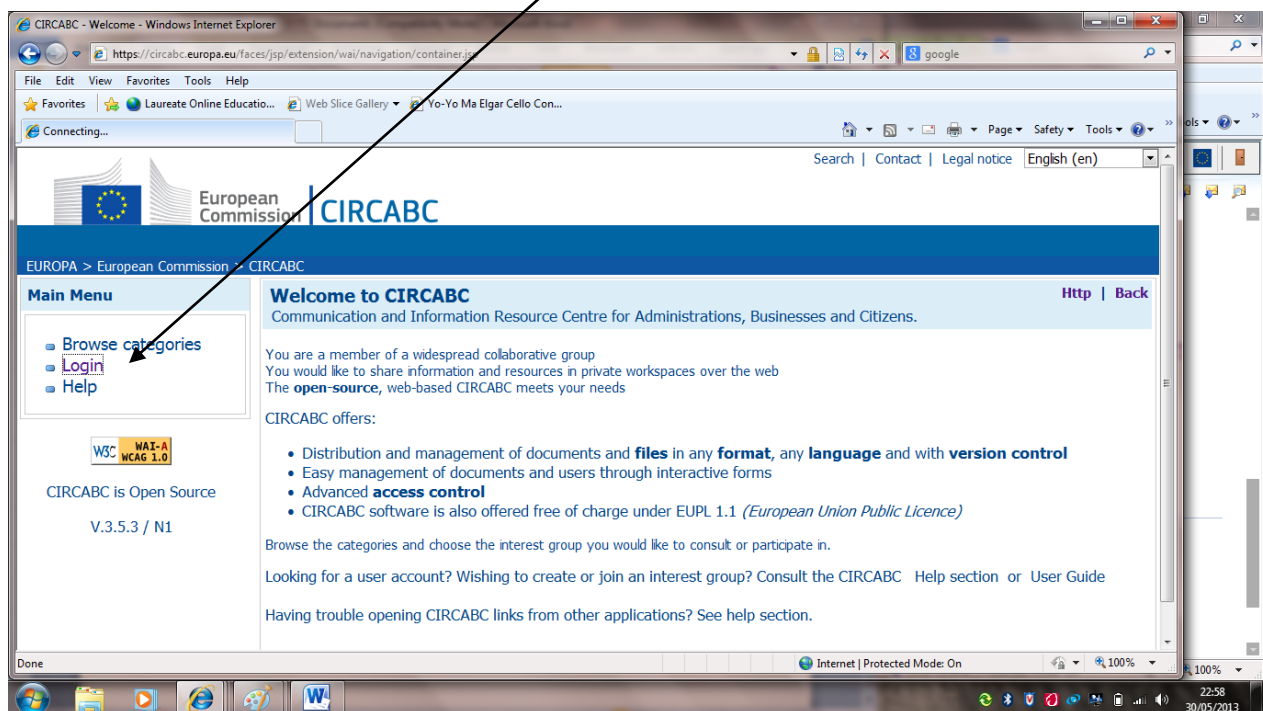 CIRCABC - Welcome - Windows Internet Explorer
https://circabc.europa.eu/faces/jsp/extension/wai/navigation/container.jsp
google
File Edit View Favorites Tools Help
Favorites Laureate Online Educatio... Web Slice Gallery Yo-Yo Ma Elgar Cello Con...
Connecting... Page Safety Tools
ols
Search | Contact | Legal notice English (en)
European
Commission CIRCABC
EUROPA > European Commission > CIRCABC
Main Menu
Browse categories
Login
Help
W3C WAI-A
WCAG 1.0
CIRCABC is Open Source
V.3.5.3 / N1
Welcome to CIRCABC Http | Back
Communication and Information Resource Centre for Administrations, Businesses and Citizens.
You are a member of a widespread collaborative group
You would like to share information and resources in private workspaces over the web
The open-source, web-based CIRCABC meets your needs
CIRCABC offers:
Distribution and management of documents and files in any format, any language and with version control
Easy management of documents and users through interactive forms
Advanced access control
CIRCABC software is also offered free of charge under EUPL 1.1 (European Union Public Licence)
Browse the categories and choose the interest group you would like to consult or participate in.
Looking for a user account? Wishing to create or join an interest group? Consult the CIRCABC Help section or User Guide
Having trouble opening CIRCABC links from other applications? See help section.
Done Internet | Protected Mode: On 100%
100%
22:58
30/05/2013